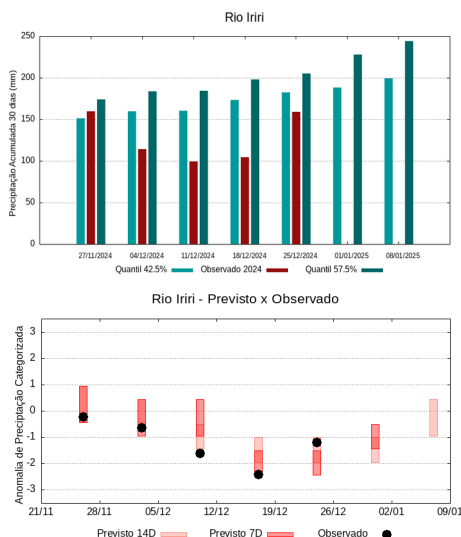 Rio Iriri
Precipitação Acumulada 30 dias (mm)
250
200
150
100
50
0
27/11/2024 04/12/2024 11/12/2024 18/12/2024 25/12/2024 01/01/2025 08/01/2025
Quantil 42.5% Observado 2024 Quantil 57.5%
Rio Iriri - Previsto x Observado
Anomalia de Preciptação Categorizada
3
2
1
0
-1
-2
-3
21/11 28/11 05/12 12/12 19/12 26/12 02/01 09/01
Previsto 14D Previsto 7D Observado